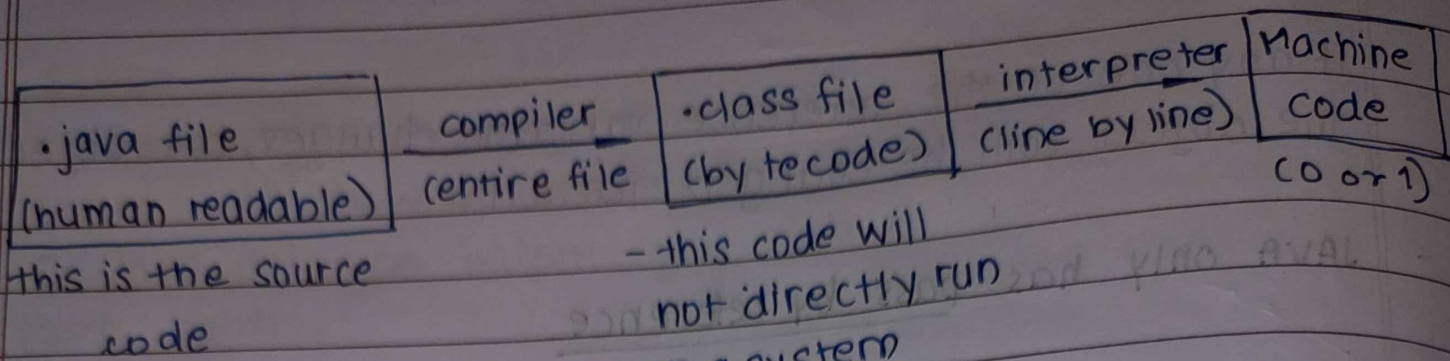 .java file
(human readable)
this is the source
code
compiler
(entire file
.class file
(bytecode)
- this code will
not directly run
system
interpreter
(line by line)
Machine
code
(0 or 1)